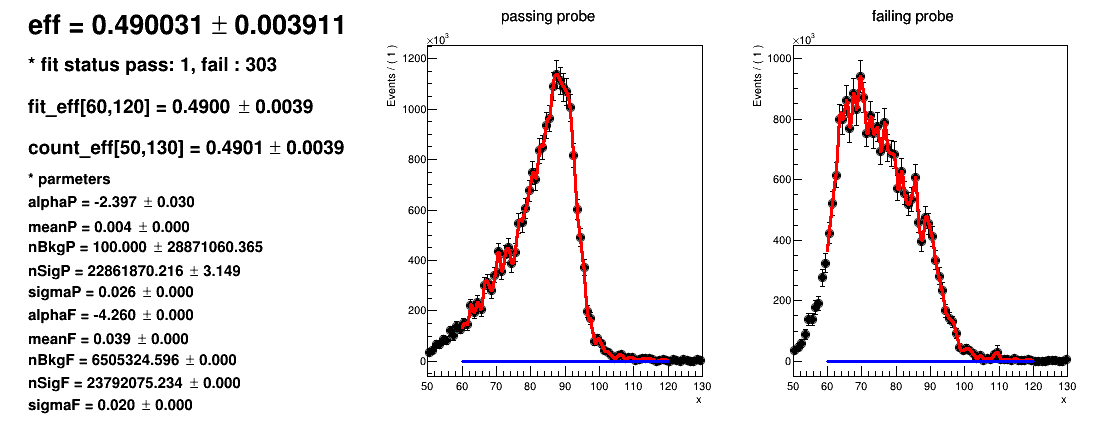 eff = 0.490031 ± 0.003911
* fit status pass: 1, fail : 303
fit_eff[60,120] = 0.4900 ± 0.0039
count_eff[50,130] = 0.4901 ± 0.0039
* parmeters
alphaP = -2.397 ± 0.030
meanP = 0.004 ± 0.000
nBkgP = 100.000 ± 28871060.365
nSigP = 22861870.216 ± 3.149
sigmaP = 0.026 ± 0.000
alphaF = -4.260 ± 0.000
meanF = 0.039 ± 0.000
nBkgF = 6505324.596 ± 0.000
nSigF = 23792075.234 ± 0.000
sigmaF = 0.020 ± 0.000
passing probe
×10³
Events / ( 1 )
1200
1000
800
600
400
200
0
50 60 70 80 90 100 110 120 130
x
failing probe
×10³
Events / ( 1 )
1000
800
600
400
200
0
50 60 70 80 90 100 110 120 130
x